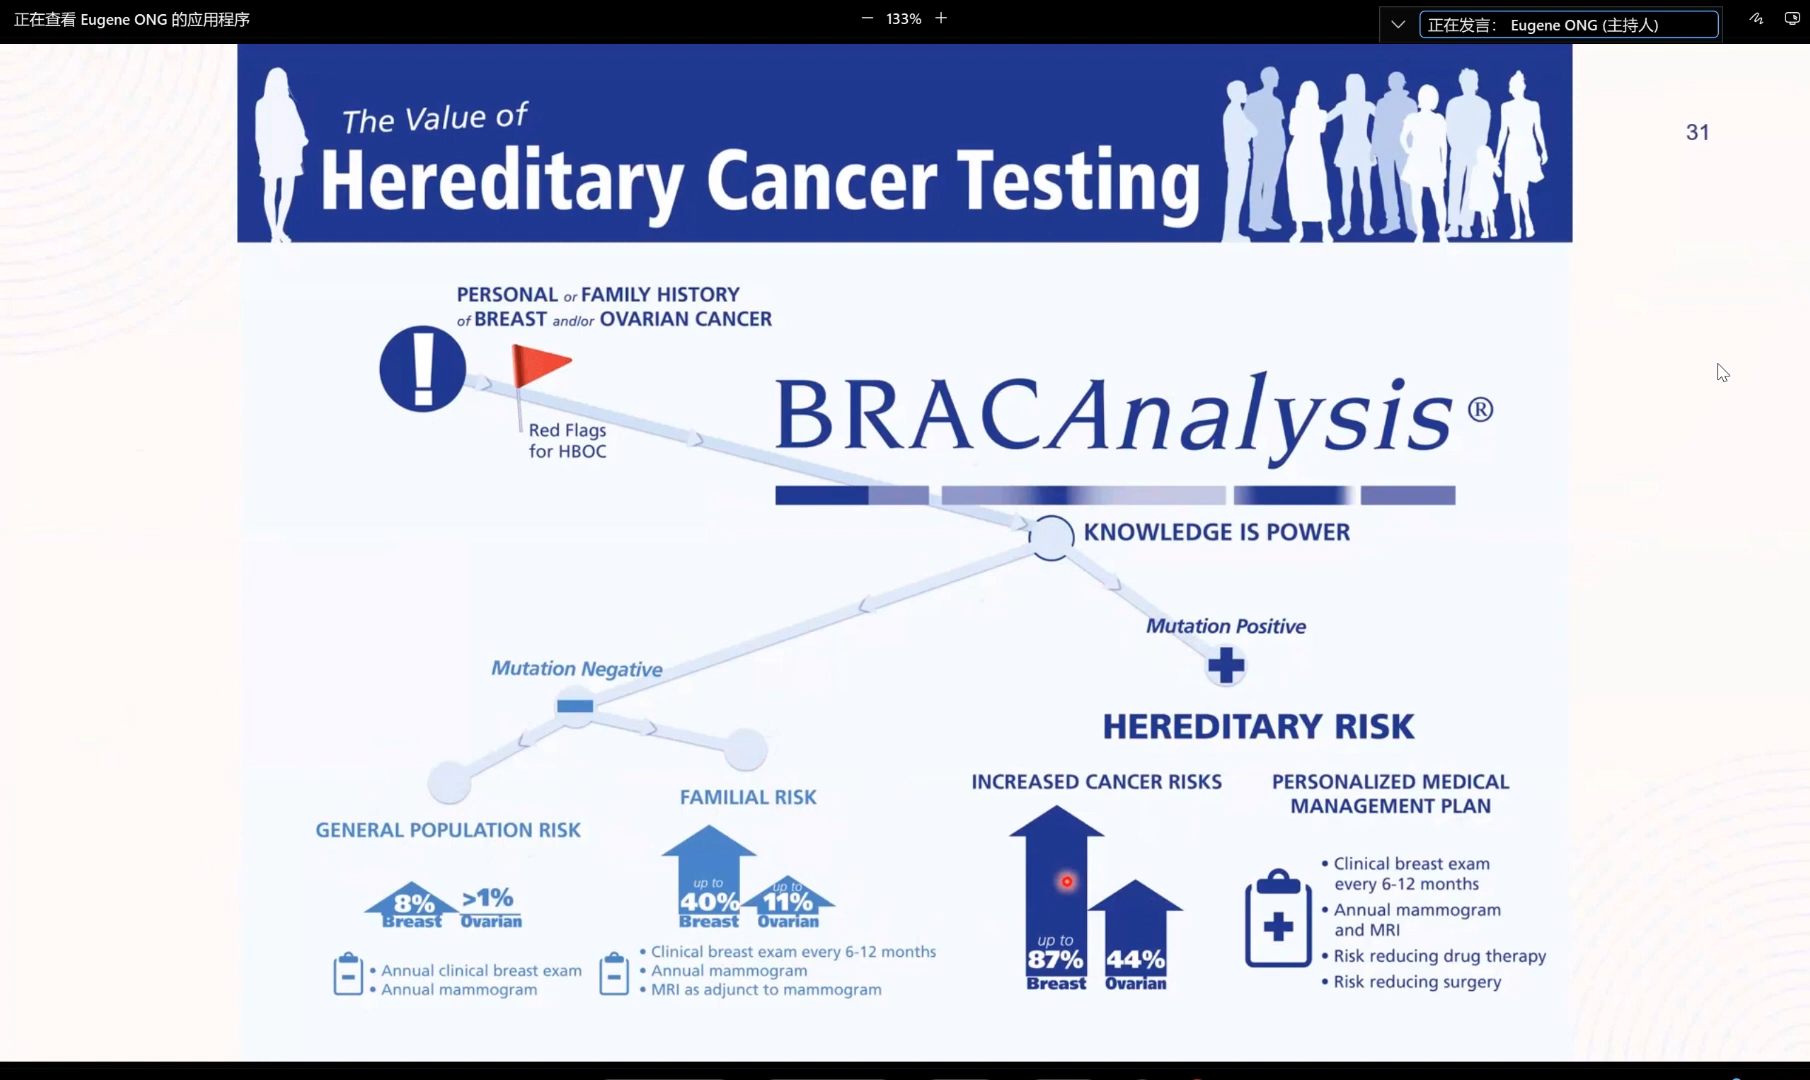 正在查看 Eugene ONG 的应用程序
133%
正在发言： Eugene ONG (主持人)
31
The Value of
Hereditary Cancer Testing
PERSONAL or FAMILY HISTORY
of BREAST and/or OVARIAN CANCER
Red Flags
for HBOC
BRACAnalysis®
KNOWLEDGE IS POWER
Mutation Positive
Mutation Negative
HEREDITARY RISK
GENERAL POPULATION RISK
8%
Breast
>1%
Ovarian
• Annual clinical breast exam
• Annual mammogram
FAMILIAL RISK
up to
40%
Breast
up to
11%
Ovarian
• Clinical breast exam every 6-12 months
• Annual mammogram
• MRI as adjunct to mammogram
INCREASED CANCER RISKS
up to
87%
Breast
44%
Ovarian
PERSONALIZED MEDICAL
MANAGEMENT PLAN
• Clinical breast exam
every 6-12 months
• Annual mammogram
and MRI
• Risk reducing drug therapy
• Risk reducing surgery